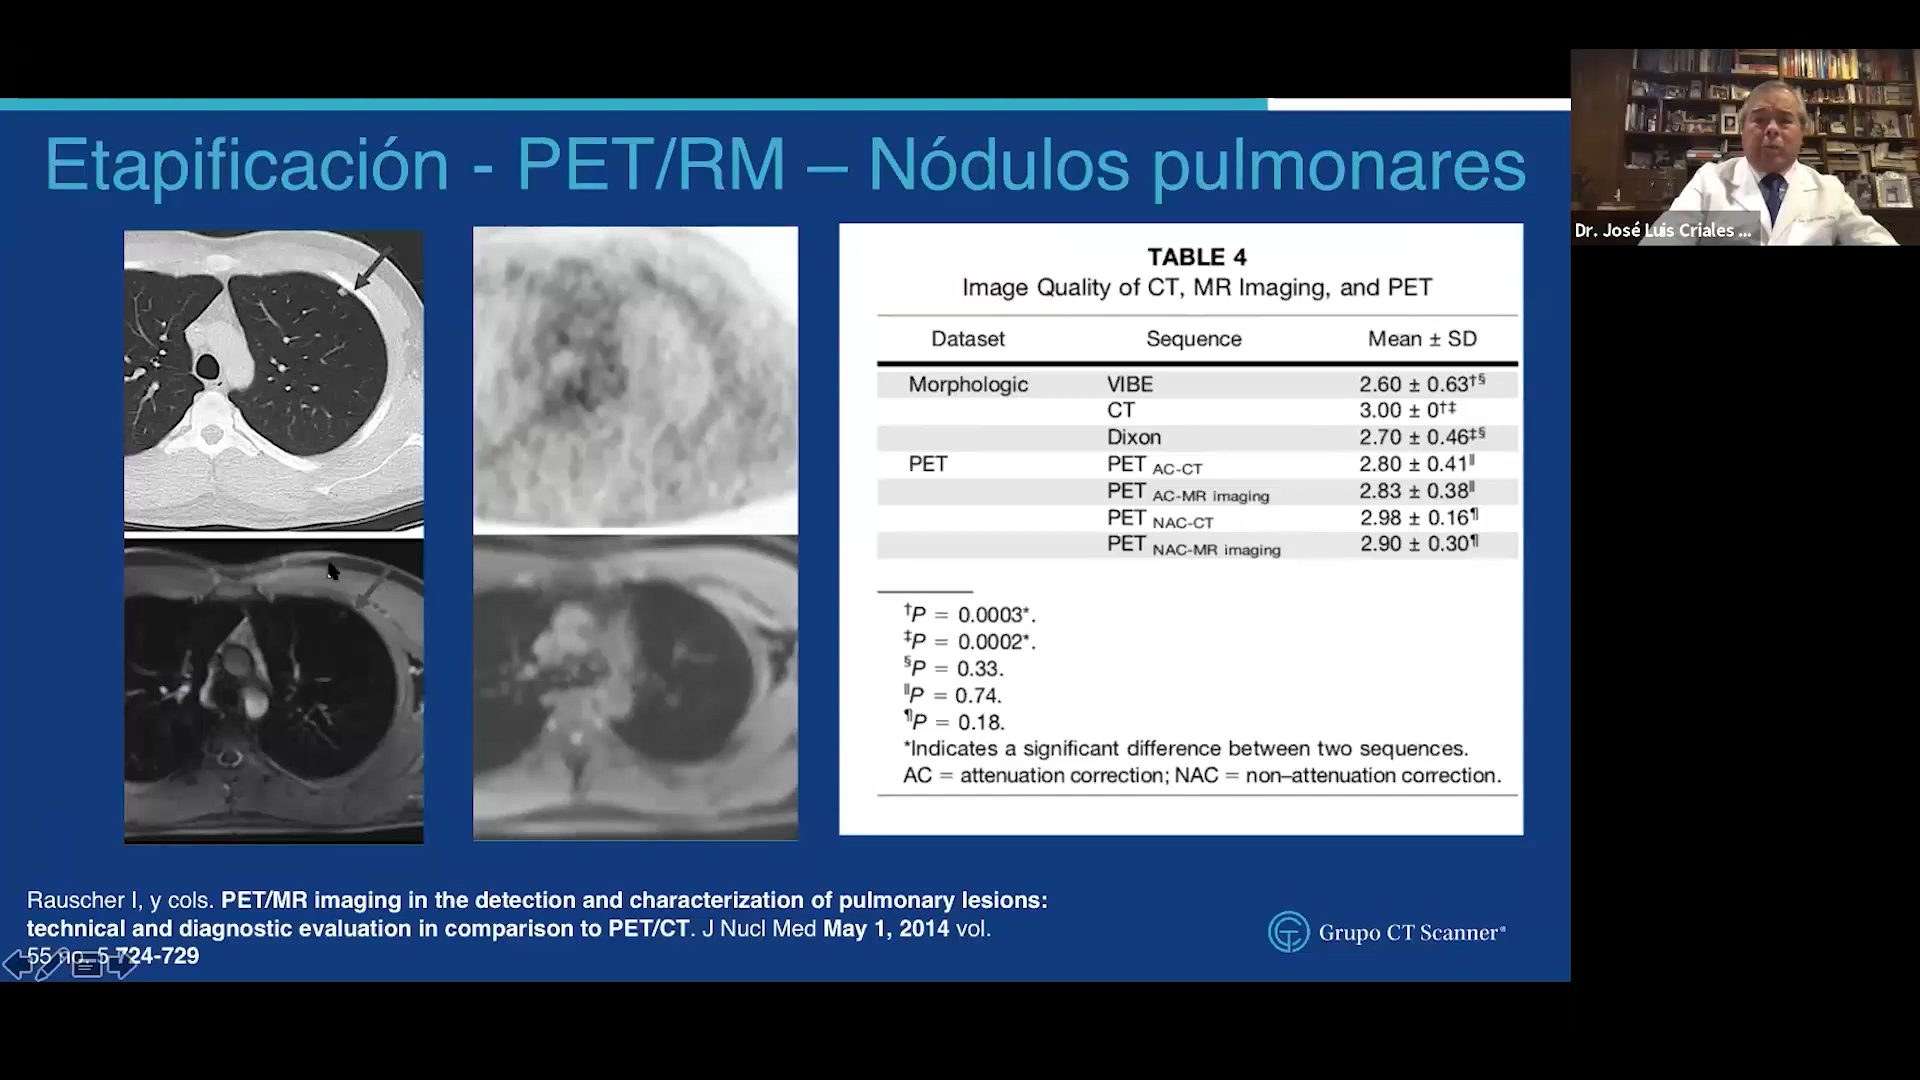 Etapificación - PET/RM – Nódulos pulmonares
TABLE 4
Image Quality of CT, MR Imaging, and PET
Dataset Sequence Mean ± SD
Morphologic VIBE 2.60 ± 0.63†§
CT 3.00 ± 0†‡
Dixon 2.70 ± 0.46‡§
PET PET AC-CT 2.80 ± 0.41‖
PET AC-MR imaging 2.83 ± 0.38‖
PET NAC-CT 2.98 ± 0.16¶
PET NAC-MR imaging 2.90 ± 0.30¶
†P = 0.0003*.
‡P = 0.0002*.
§P = 0.33.
‖P = 0.74.
¶P = 0.18.
*Indicates a significant difference between two sequences.
AC = attenuation correction; NAC = non–attenuation correction.
Rauscher I, y cols. PET/MR imaging in the detection and characterization of pulmonary lesions:
technical and diagnostic evaluation in comparison to PET/CT. J Nucl Med May 1, 2014 vol.
55 no. 5 724-729
Grupo CT Scanner®
Dr. José Luis Criales ...